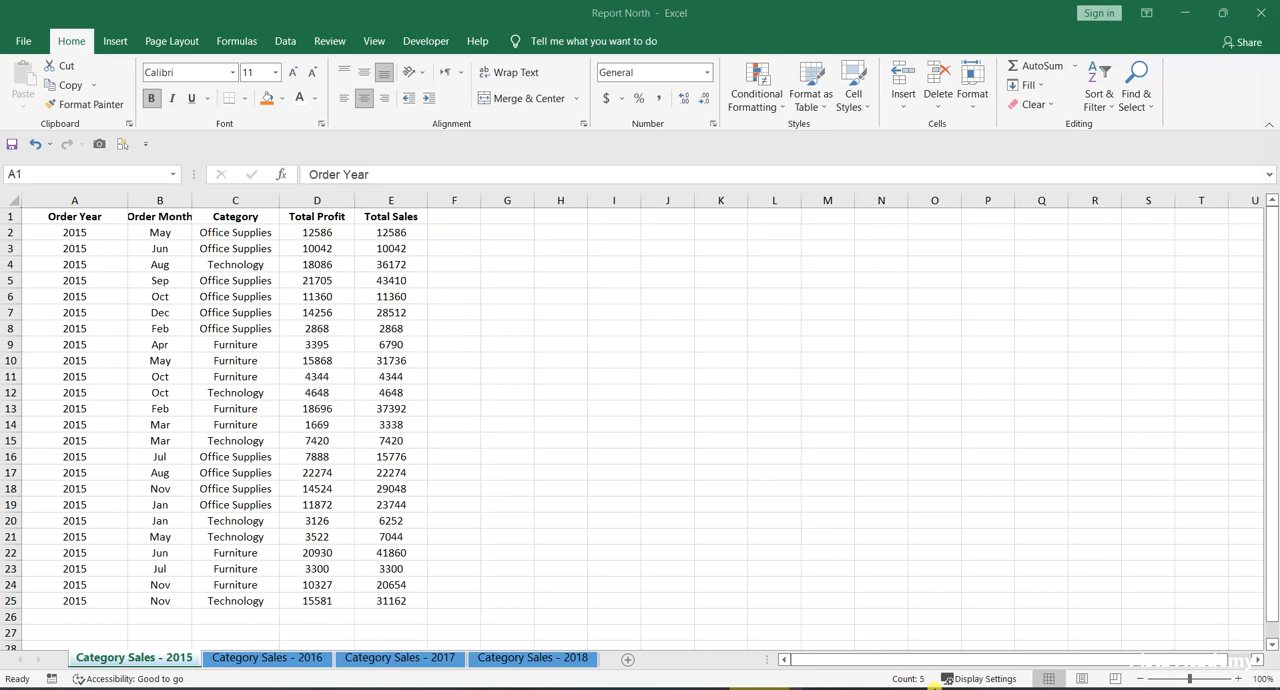 Report North - Excel
Sign in
File Home Insert Page Layout Formulas Data Review View Developer Help Tell me what you want to do Share
Paste
Cut
Copy
Format Painter
Clipboard
Calibri 11
B I U A
Font
Wrap Text
Merge & Center
Alignment
General
$ % ,
Number
Conditional Formatting
Format as Table
Cell Styles
Styles
Insert Delete Format
Cells
AutoSum
Fill
Clear
Sort & Filter
Find & Select
Editing
A1 fx Order Year
A B C D E F G H I J K L M N O P Q R S T U
1 Order Year Order Month Category Total Profit Total Sales
2 2015 May Office Supplies 12586 12586
3 2015 Jun Office Supplies 10042 10042
4 2015 Aug Technology 18086 36172
5 2015 Sep Office Supplies 21705 43410
6 2015 Oct Office Supplies 11360 11360
7 2015 Dec Office Supplies 14256 28512
8 2015 Feb Office Supplies 2868 2868
9 2015 Apr Furniture 3395 6790
10 2015 May Furniture 15868 31736
11 2015 Oct Furniture 4344 4344
12 2015 Oct Technology 4648 4648
13 2015 Feb Furniture 18696 37392
14 2015 Mar Furniture 1669 3338
15 2015 Mar Technology 7420 7420
16 2015 Jul Office Supplies 7888 15776
17 2015 Aug Office Supplies 22274 22274
18 2015 Nov Office Supplies 14524 29048
19 2015 Jan Office Supplies 11872 23744
20 2015 Jan Technology 3126 6252
21 2015 May Technology 3522 7044
22 2015 Jun Furniture 20930 41860
23 2015 Jul Furniture 3300 3300
24 2015 Nov Furniture 10327 20654
25 2015 Nov Technology 15581 31162
26
27
28
Category Sales - 2015 Category Sales - 2016 Category Sales - 2017 Category Sales - 2018
Ready Accessibility: Good to go Count: 5 Display Settings 100%